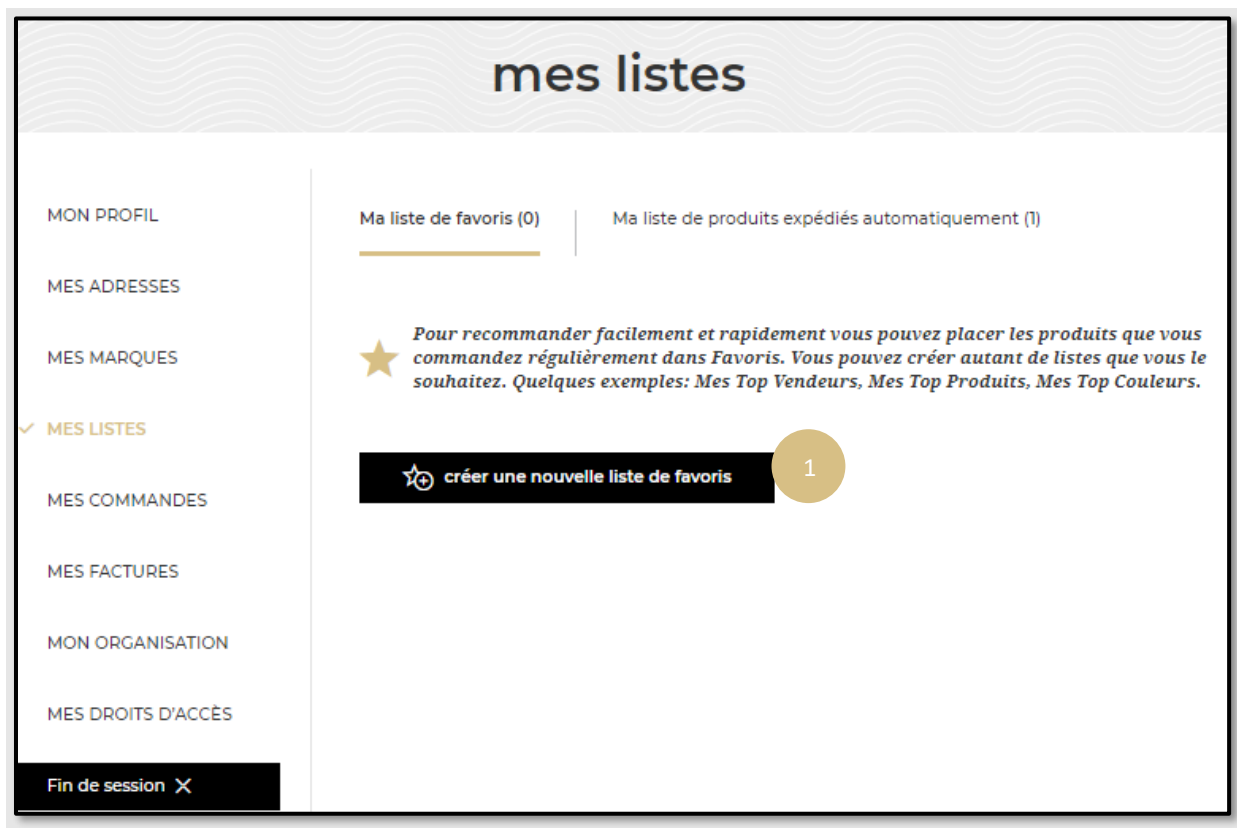 mes listes
MON PROFIL
MES ADRESSES
MES MARQUES
MES LISTES
MES COMMANDES
MES FACTURES
MON ORGANISATION
MES DROITS D'ACCÈS
Fin de session
Ma liste de favoris (0)
Ma liste de produits expédiés automatiquement (1)
Pour recommander facilement et rapidement vous pouvez placer les produits que vous
commandez régulièrement dans Favoris. Vous pouvez créer autant de listes que vous le
souhaitez. Quelques exemples: Mes Top Vendeurs, Mes Top Produits, Mes Top Couleurs.
créer une nouvelle liste de favoris
1